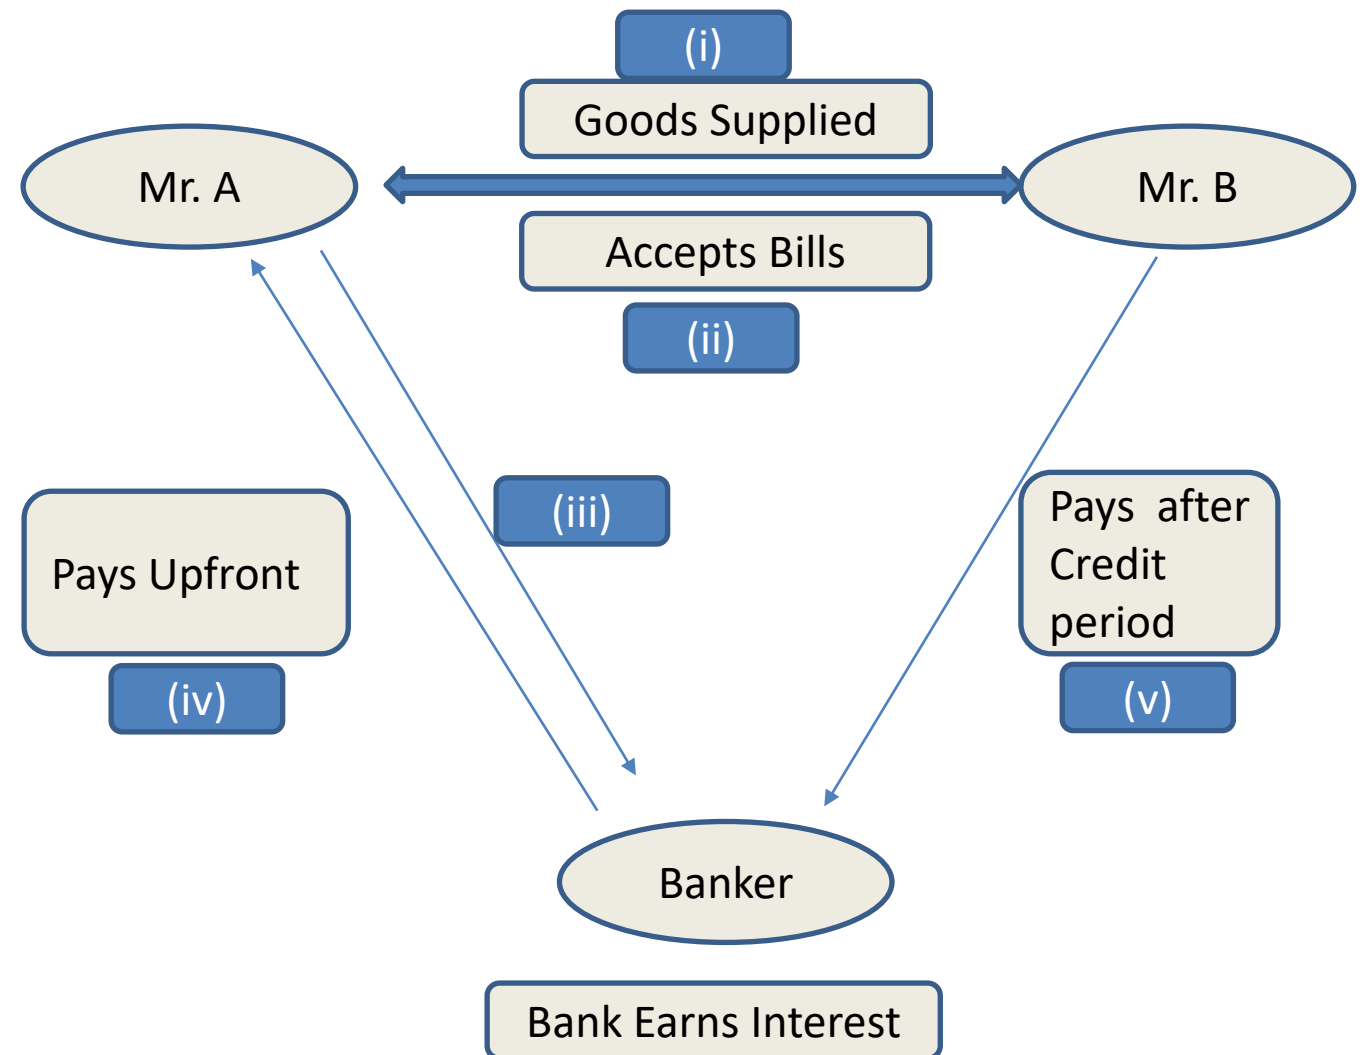 (i)
Goods Supplied
Mr. A
Mr. B
Accepts Bills
(ii)
(iii)
Pays Upfront
(iv)
Pays after
Credit
period
(v)
Banker
Bank Earns Interest